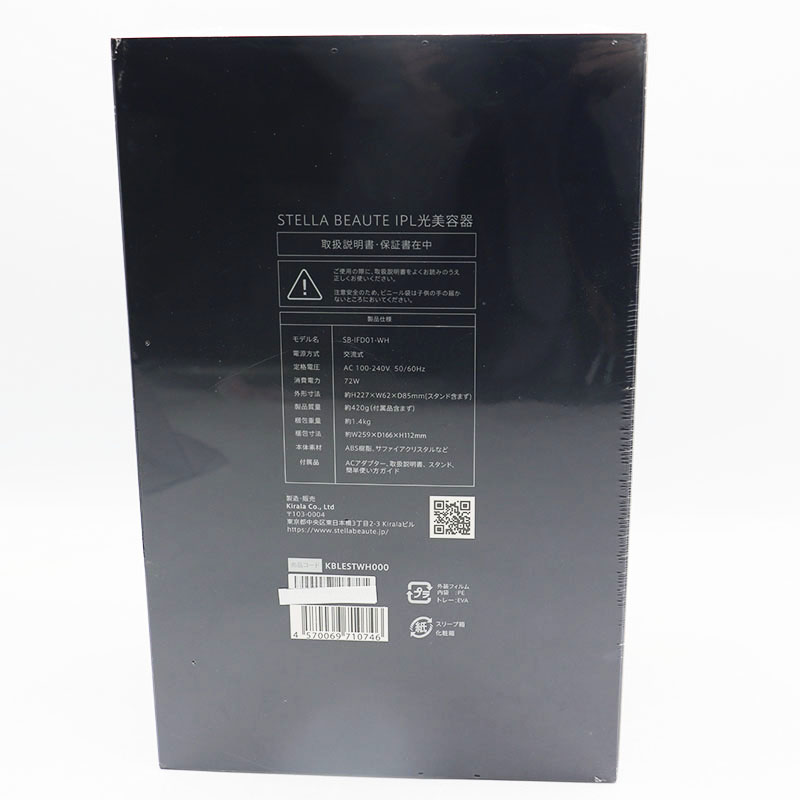 STELLA BEAUTE IPL光美容器
取扱説明書・保証書在中
ご使用の際に、取扱説明書をよくお読みのうえ
正しくお使いください。
注意安全のため、ビニール袋は子供の手の届か
ないところにおいてください。
製品仕様
モデル名 SB-IFD01-WH
電源方式 交流式
定格電圧 AC 100-240V 50/60Hz
消費電力 72W
外形寸法 約H227×W62×D85mm(スタンド含まず)
製品質量 約420g(付属品含まず)
梱包重量 約1.4kg
梱包寸法 約W259×D166×H112mm
本体素材 ABS樹脂、サファイアクリスタルなど
付属品 ACアダプター、取扱説明書、スタンド、
簡単使い方ガイド
製造・販売
Kirala Co., Ltd
〒103-0004
東京都中央区東日本橋3丁目2-3 Kiralaビル
https://www.stellabeaute.jp/
商品コード KBLESTWH000
4 570069 710746
プラ
外装フィルム
内袋 :PE
トレー:EVA
紙
スリーブ箱
化粧箱